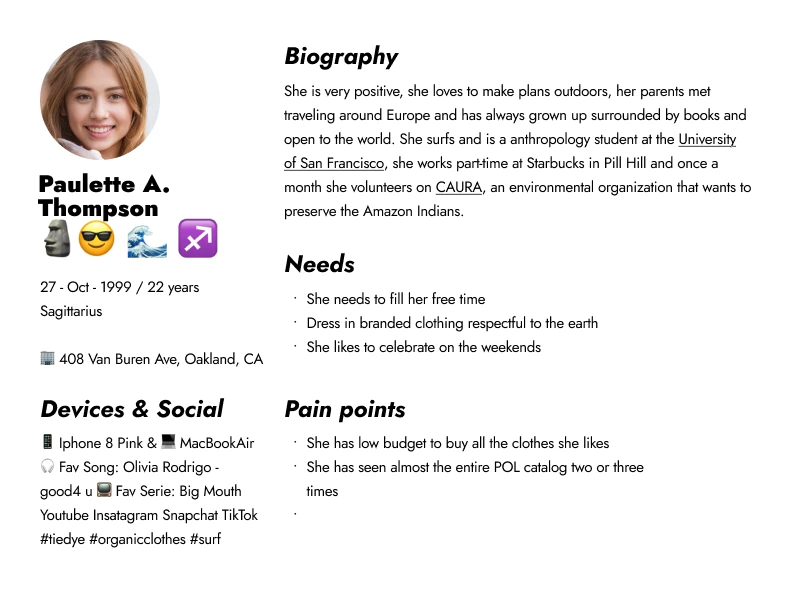 Paulette A.
Thompson
🗿😎 🌊 ♐
27 - Oct - 1999 / 22 years
Sagittarius
🏢 408 Van Buren Ave, Oakland, CA
Devices & Social
📱 Iphone 8 Pink & 💻 MacBookAir
🎧 Fav Song: Olivia Rodrigo -
good4 u 📺 Fav Serie: Big Mouth
Youtube Insatagram Snapchat TikTok
#tiedye #organicclothes #surf
Biography
She is very positive, she loves to make plans outdoors, her parents met
traveling around Europe and has always grown up surrounded by books and
open to the world. She surfs and is a anthropology student at the University
of San Francisco, she works part-time at Starbucks in Pill Hill and once a
month she volunteers on CAURA, an environmental organization that wants to
preserve the Amazon Indians.
Needs
· She needs to fill her free time
· Dress in branded clothing respectful to the earth
· She likes to celebrate on the weekends
Pain points
· She has low budget to buy all the clothes she likes
· She has seen almost the entire POL catalog two or three
times
·